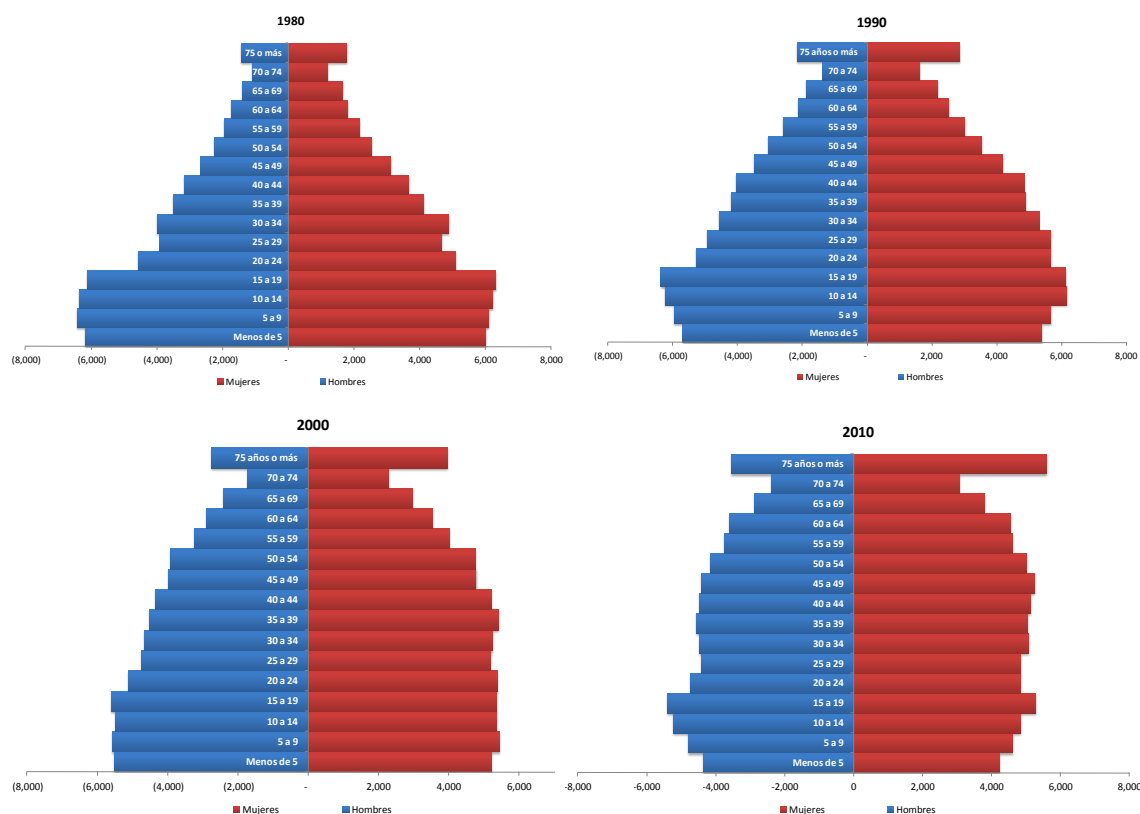 1980
75 o más
70 a 74
65 a 69
60 a 64
55 a 59
50 a 54
45 a 49
40 a 44
35 a 39
30 a 34
25 a 29
20 a 24
15 a 19
10 a 14
5 a 9
Menos de 5
(8,000) (6,000) (4,000) (2,000) - 2,000 4,000 6,000 8,000
Mujeres Hombres
1990
75 años o más
70 a 74
65 a 69
60 a 64
55 a 59
50 a 54
45 a 49
40 a 44
35 a 39
30 a 34
25 a 29
20 a 24
15 a 19
10 a 14
5 a 9
Menos de 5
(8,000) (6,000) (4,000) (2,000) - 2,000 4,000 6,000 8,000
Mujeres Hombres
2000
75 años o más
70 a 74
65 a 69
60 a 64
55 a 59
50 a 54
45 a 49
40 a 44
35 a 39
30 a 34
25 a 29
20 a 24
15 a 19
10 a 14
5 a 9
Menos de 5
(8,000) (6,000) (4,000) (2,000) - 2,000 4,000 6,000
Mujeres Hombres
2010
75 años o más
70 a 74
65 a 69
60 a 64
55 a 59
50 a 54
45 a 49
40 a 44
35 a 39
30 a 34
25 a 29
20 a 24
15 a 19
10 a 14
5 a 9
Menos de 5
-8,000 -6,000 -4,000 -2,000 0 2,000 4,000 6,000 8,000
Mujeres Hombres